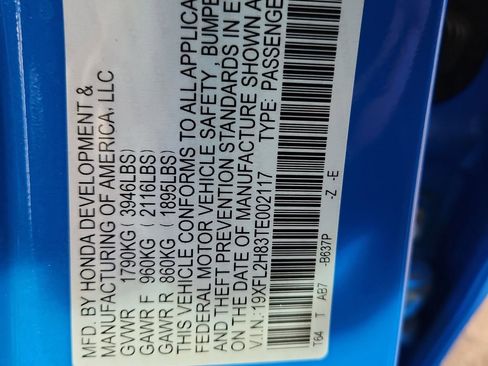 MFD. BY HONDA DEVELOPMENT &
MANUFACTURING OF AMERICA, LLC
GVWR 1790KG ( 3946LBS)
GAWR F 960KG ( 2116LBS)
GAWR R 860KG ( 1895LBS)
THIS VEHICLE CONFORMS TO ALL APPLICA
FEDERAL MOTOR VEHICLE SAFETY, BUMPE
AND THEFT PREVENTION STANDARDS IN E
ON THE DATE OF MANUFACTURE SHOWN A
V.I.N: 19XFL2H83TE002117 TYPE: PASSENGE
T64 T AB7 -B637P -Z -E